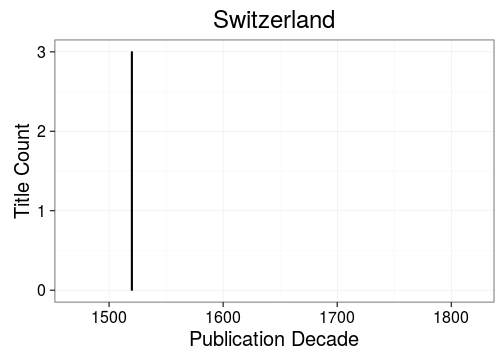 Switzerland
3
2
1
0
Title Count
1500 1600 1700 1800
Publication Decade